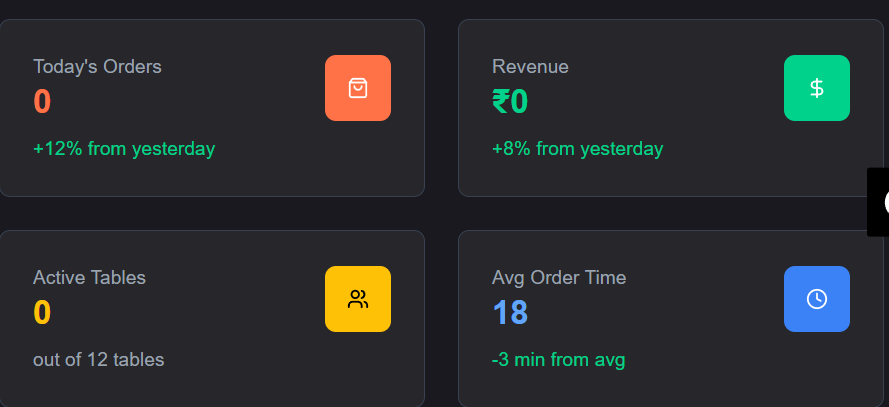 Today's Orders
0
+12% from yesterday
Revenue
₹0
+8% from yesterday
Active Tables
0
out of 12 tables
Avg Order Time
18
-3 min from avg